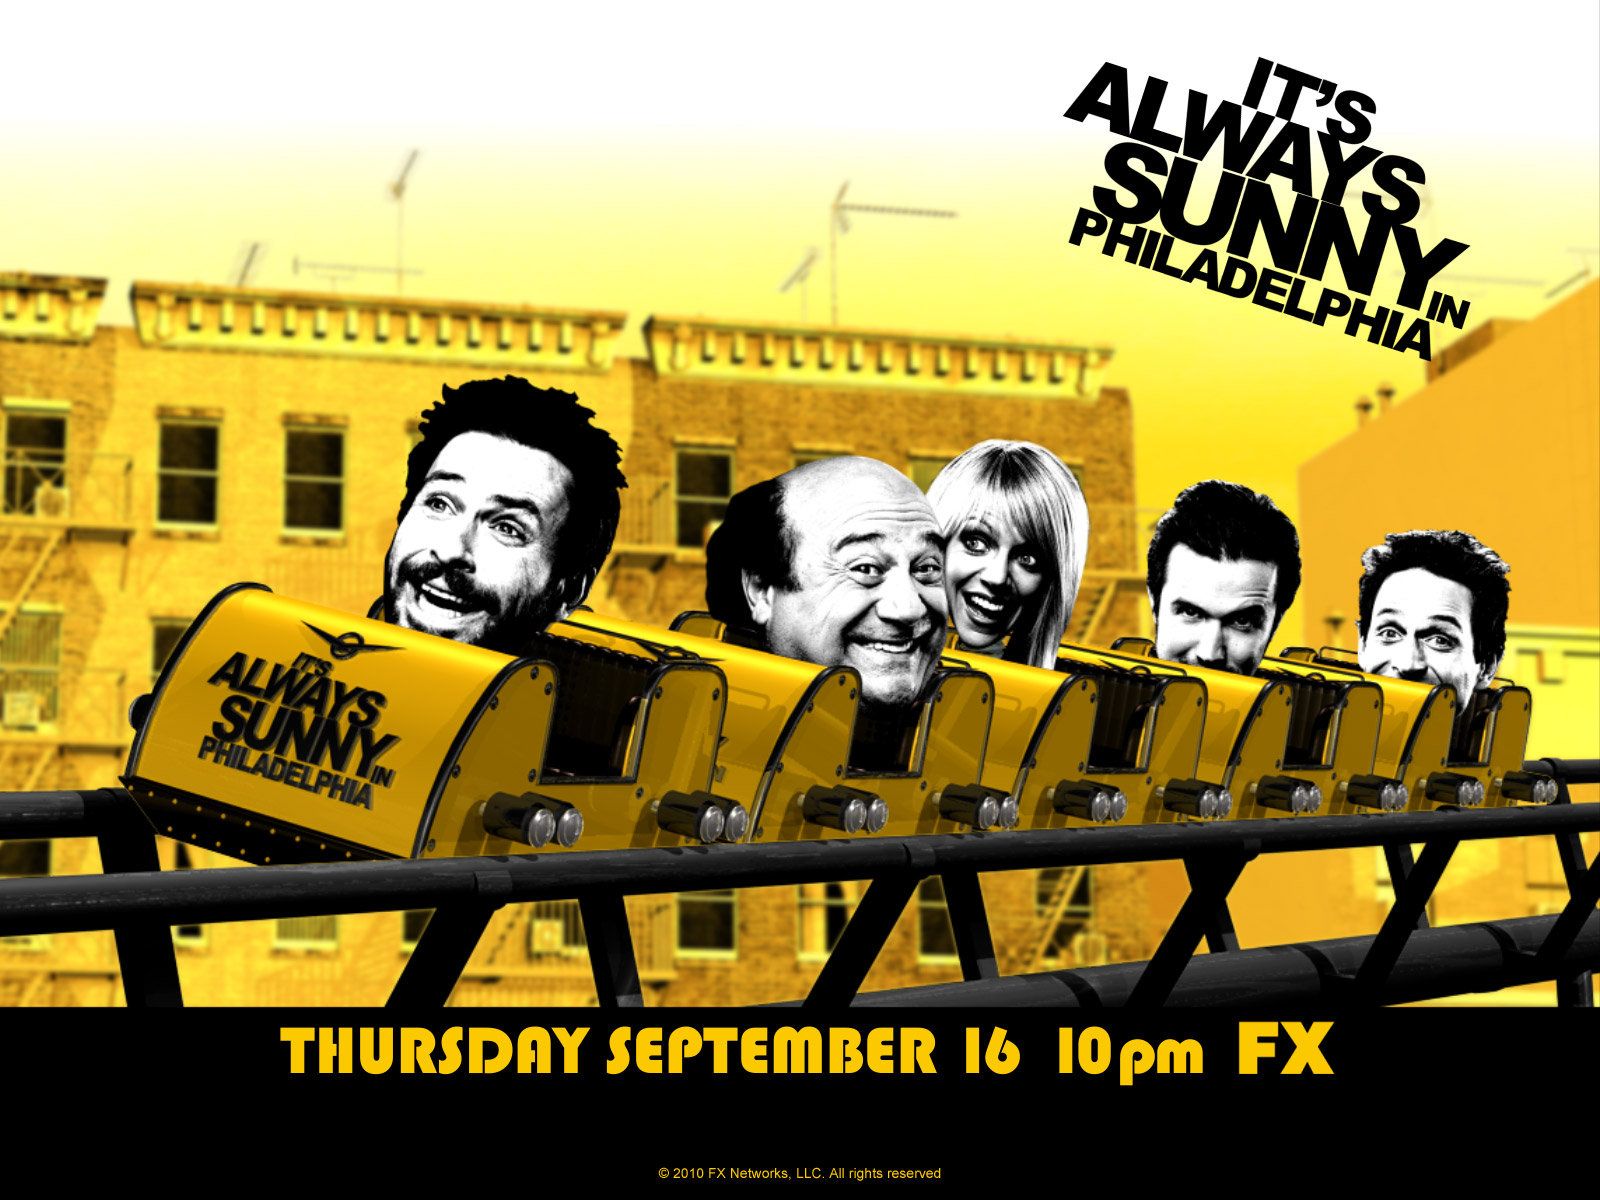 IT'S
ALWAYS
SUNNY
IN
PHILADELPHIA
IT'S
ALWAYS
SUNNY
IN
PHILADELPHIA
THURSDAY SEPTEMBER 16 10pm FX
© 2010 FX Networks, LLC. All rights reserved